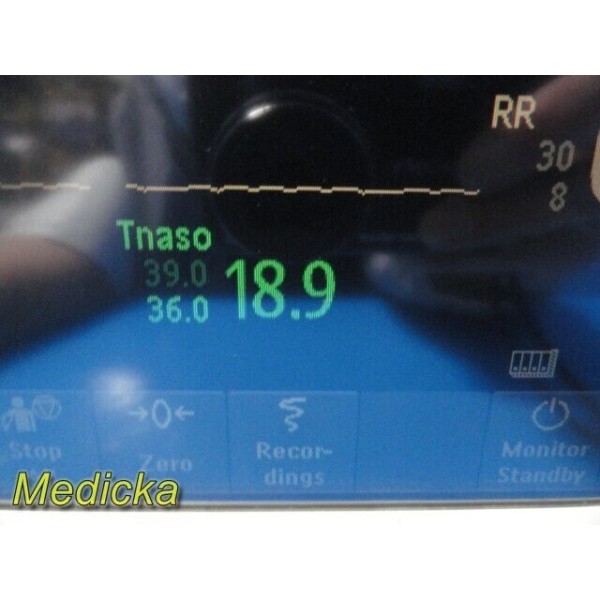 RR
30
8
Tnaso
39.0
36.0
18.9
Stop
Zero
Recor-
dings
Monitor
Standby
Medicka